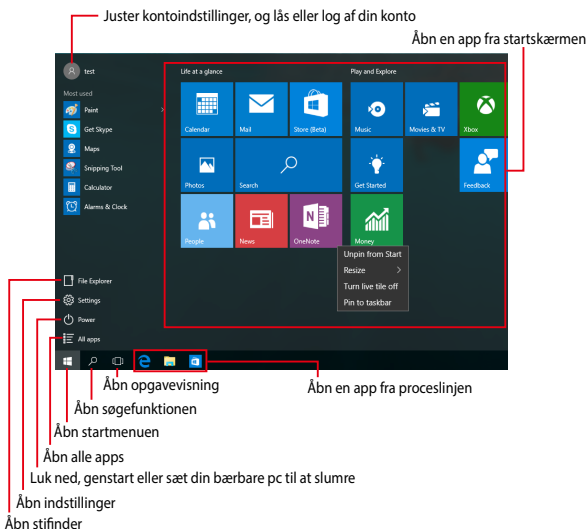 Juster kontoindstillinger, og lås eller log af din konto
Åbn en app fra startskærmen
test
Most used
Paint
Get Skype
Maps
Snipping Tool
Calculator
Alarms & Clock
File Explorer
Settings
Power
All apps
Life at a glance
Play and Explore
Calendar
Mail
Store (Beta)
Music
Movies & TV
Xbox
Photos
Search
Get Started
Feedback
People
News
N
OneNote
Money
Unpin from Start
Resize
Turn live tile off
Pin to taskbar
Åbn opgavevisning
Åbn en app fra proceslinjen
Åbn søgefunktionen
Åbn startmenuen
Åbn alle apps
Luk ned, genstart eller sæt din bærbare pc til at slumre
Åbn indstillinger
Åbn stifinder